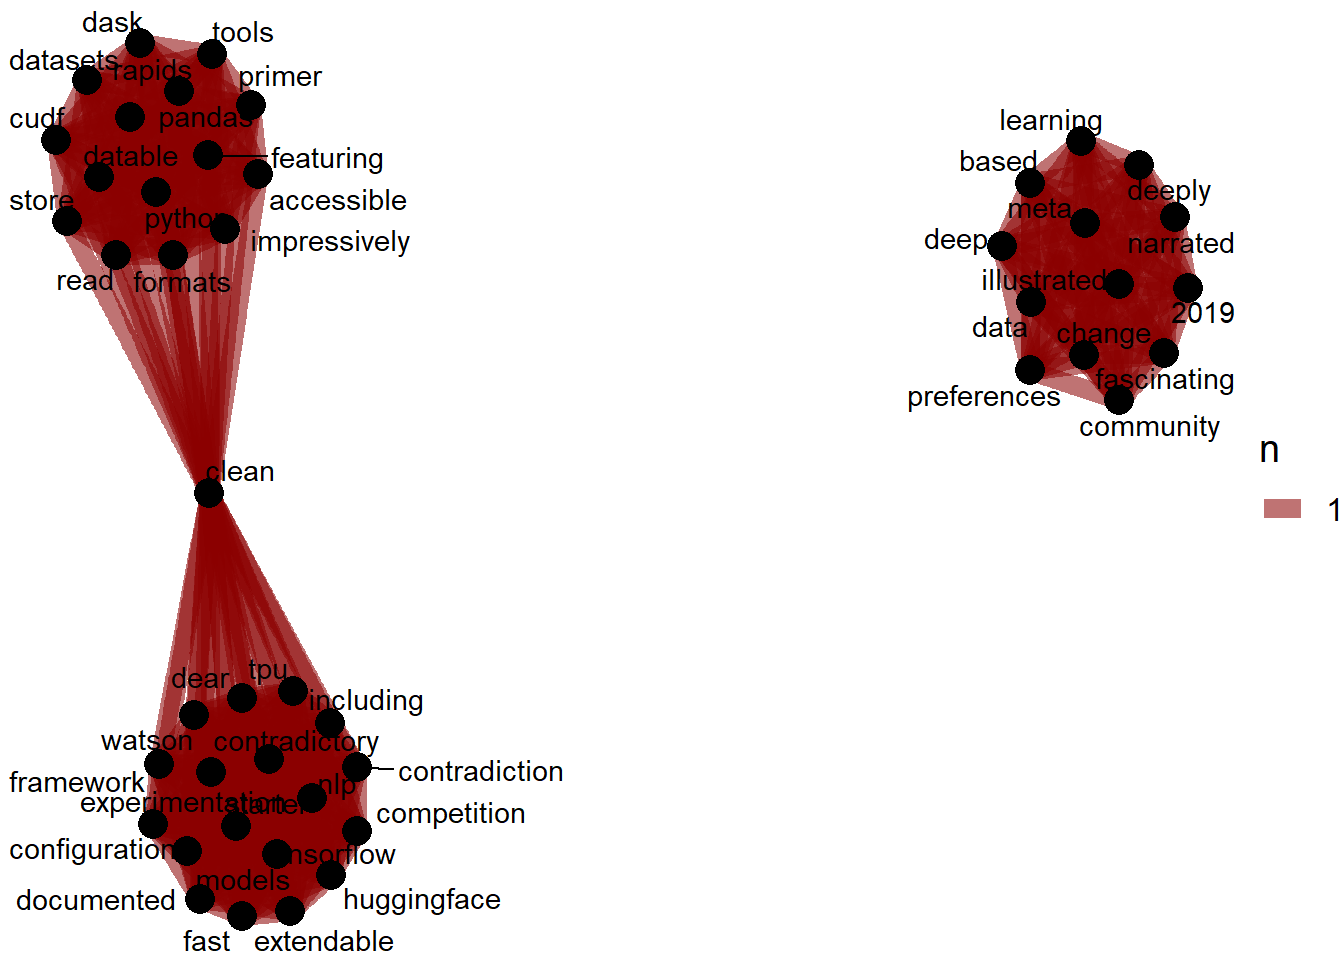 dask
tools
datasets
rapids
primer
cudf
pandas
datable
featuring
store
accessible
python
impressively
read
formats
clean
dear
tpu
including
watson
contradictory
contradiction
framework
nlp
experimentation
starter
competition
configuration
models
documented
huggingface
fast
extendable
learning
based
deeply
meta
deep
narrated
illustrated
data
2019
change
preferences
fascinating
community
n
1